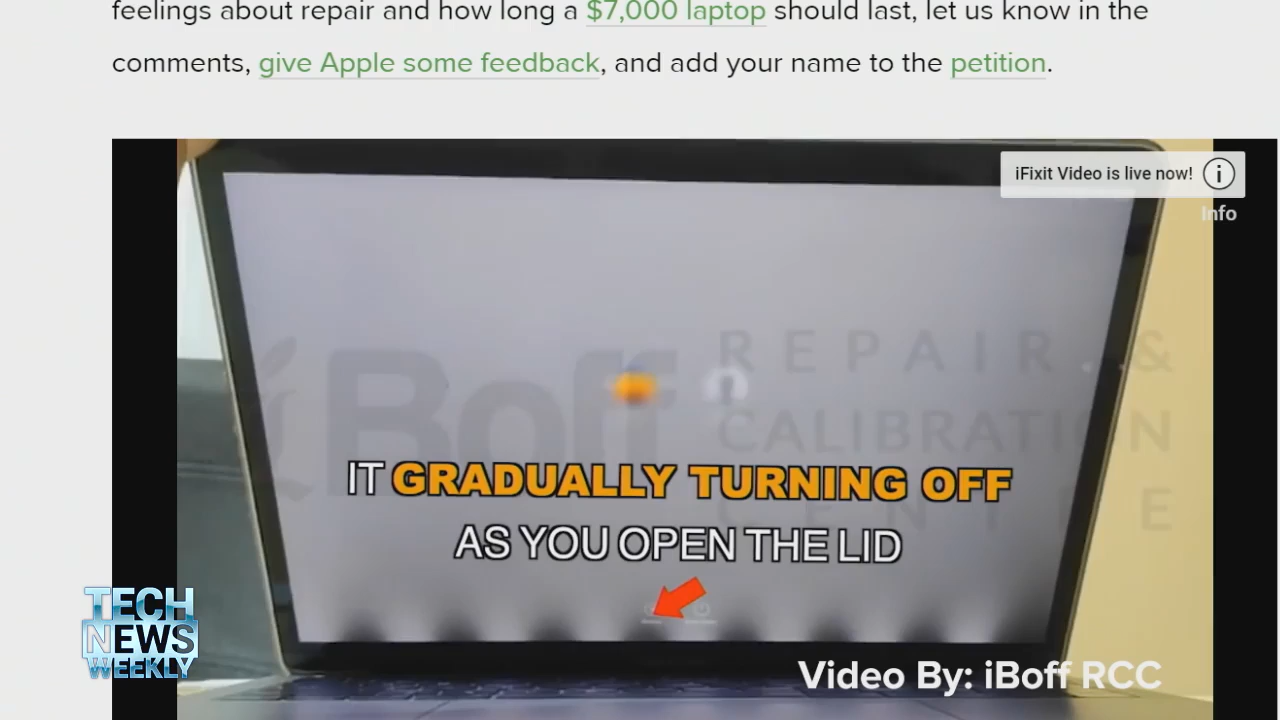 feelings about repair and how long a $7,000 laptop should last, let us know in the
comments, give Apple some feedback, and add your name to the petition.
iFixit Video is live now!
Info
iBoff REPAIR &
CALIBRATION
CENTRE
IT GRADUALLY TURNING OFF
AS YOU OPEN THE LID
TECH
NEWS
WEEKLY
Video By: iBoff RCC